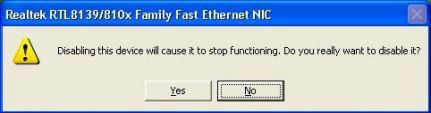 Realtek RTL8139/810x Family Fast Ethernet NIC
Disabling this device will cause it to stop functioning. Do you really want to disable it?
Yes
No